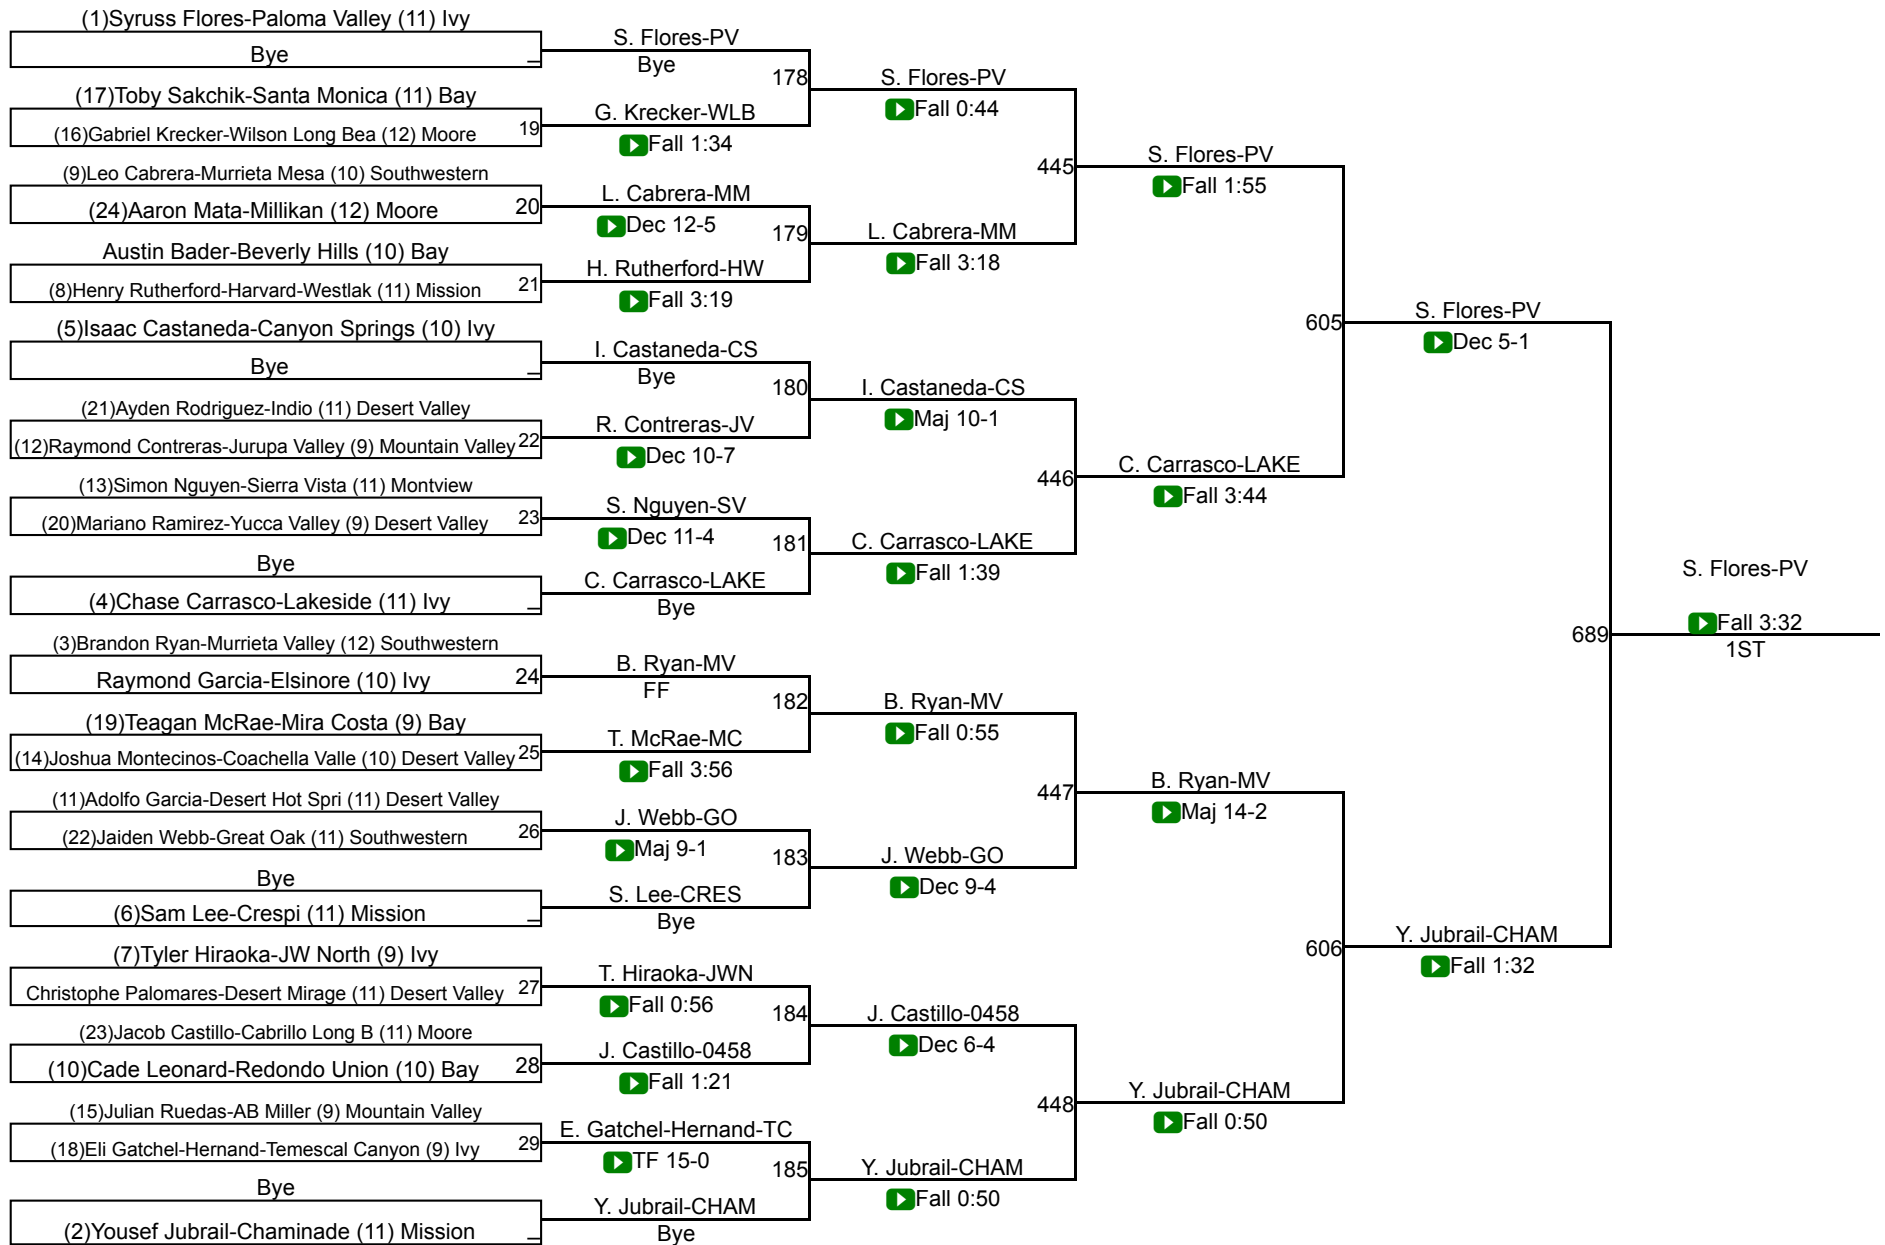 (1)Syruss Flores-Paloma Valley (11) Ivy
Bye
(17)Toby Sakchik-Santa Monica (11) Bay
(16)Gabriel Krecker-Wilson Long Bea (12) Moore
19
(9)Leo Cabrera-Murrieta Mesa (10) Southwestern
(24)Aaron Mata-Millikan (12) Moore
20
Austin Bader-Beverly Hills (10) Bay
(8)Henry Rutherford-Harvard-Westlak (11) Mission
21
(5)Isaac Castaneda-Canyon Springs (10) Ivy
Bye
(21)Ayden Rodriguez-Indio (11) Desert Valley
(12)Raymond Contreras-Jurupa Valley (9) Mountain Valley
22
(13)Simon Nguyen-Sierra Vista (11) Montview
(20)Mariano Ramirez-Yucca Valley (9) Desert Valley
23
Bye
(4)Chase Carrasco-Lakeside (11) Ivy
(3)Brandon Ryan-Murrieta Valley (12) Southwestern
Raymond Garcia-Elsinore (10) Ivy
24
(19)Teagan McRae-Mira Costa (9) Bay
(14)Joshua Montecinos-Coachella Valle (10) Desert Valley
25
(11)Adolfo Garcia-Desert Hot Spri (11) Desert Valley
(22)Jaiden Webb-Great Oak (11) Southwestern
26
Bye
(6)Sam Lee-Crespi (11) Mission
(7)Tyler Hiraoka-JW North (9) Ivy
Christophe Palomares-Desert Mirage (11) Desert Valley
27
(23)Jacob Castillo-Cabrillo Long B (11) Moore
(10)Cade Leonard-Redondo Union (10) Bay
28
(15)Julian Ruedas-AB Miller (9) Mountain Valley
(18)Eli Gatchel-Hernand-Temescal Canyon (9) Ivy
29
Bye
(2)Yousef Jubrail-Chaminade (11) Mission
S. Flores-PV
Bye
178
G. Krecker-WLB
Fall 1:34
L. Cabrera-MM
Dec 12-5
179
H. Rutherford-HW
Fall 3:19
I. Castaneda-CS
Bye
180
R. Contreras-JV
Dec 10-7
S. Nguyen-SV
Dec 11-4
181
C. Carrasco-LAKE
Bye
B. Ryan-MV
FF
182
T. McRae-MC
Fall 3:56
J. Webb-GO
Maj 9-1
183
S. Lee-CRES
Bye
T. Hiraoka-JWN
Fall 0:56
184
J. Castillo-0458
Fall 1:21
E. Gatchel-Hernand-TC
TF 15-0
185
Y. Jubrail-CHAM
Bye
S. Flores-PV
Fall 0:44
445
L. Cabrera-MM
Fall 3:18
I. Castaneda-CS
Maj 10-1
446
C. Carrasco-LAKE
Fall 1:39
B. Ryan-MV
Fall 0:55
447
J. Webb-GO
Dec 9-4
J. Castillo-0458
Dec 6-4
448
Y. Jubrail-CHAM
Fall 0:50
S. Flores-PV
Fall 1:55
605
C. Carrasco-LAKE
Fall 3:44
B. Ryan-MV
Maj 14-2
606
Y. Jubrail-CHAM
Fall 0:50
S. Flores-PV
Dec 5-1
689
Y. Jubrail-CHAM
Fall 1:32
S. Flores-PV
Fall 3:32
1ST